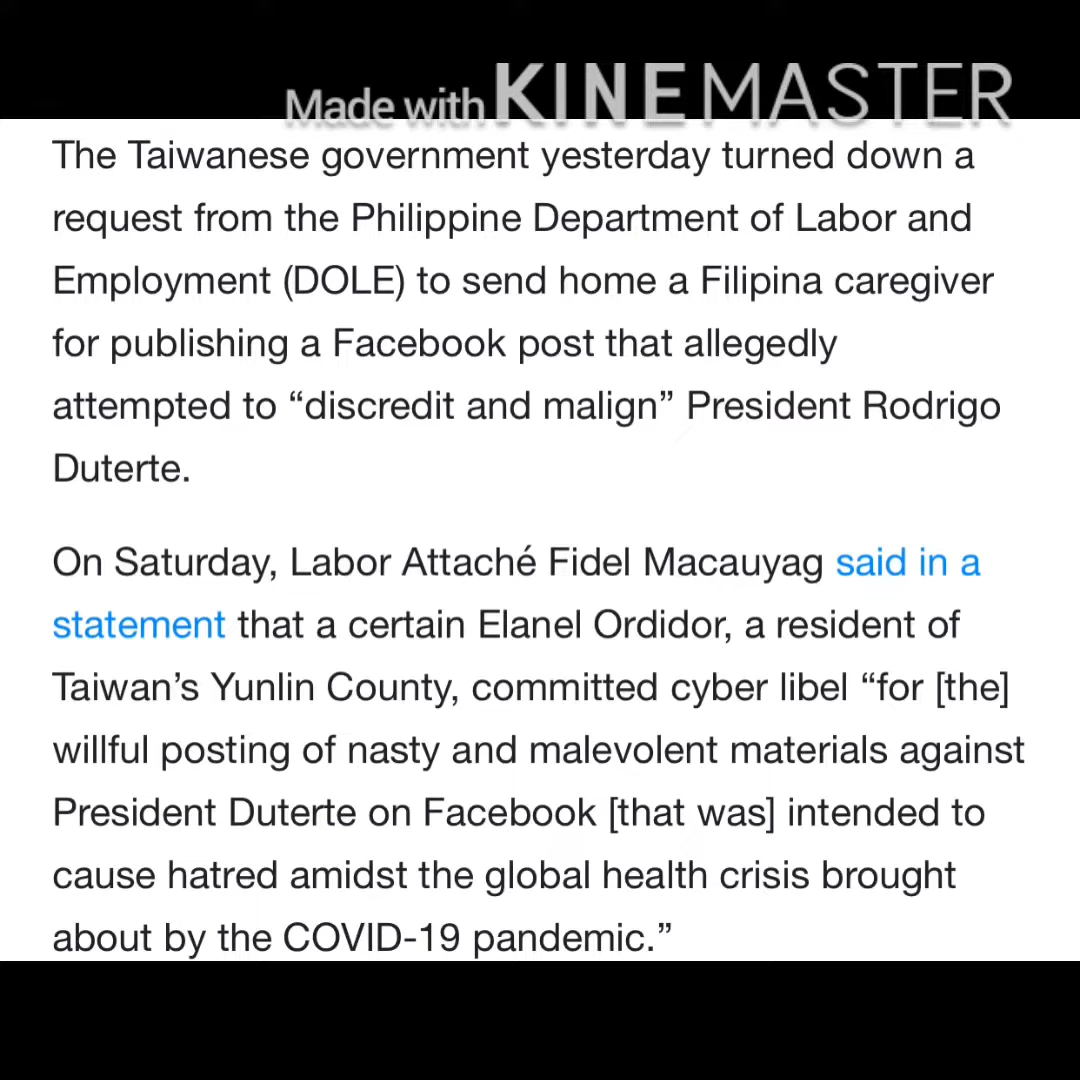 Made with KINEMASTER
The Taiwanese government yesterday turned down a
request from the Philippine Department of Labor and
Employment (DOLE) to send home a Filipina caregiver
for publishing a Facebook post that allegedly
attempted to “discredit and malign” President Rodrigo
Duterte.
On Saturday, Labor Attaché Fidel Macauyag said in a
statement that a certain Elanel Ordidor, a resident of
Taiwan’s Yunlin County, committed cyber libel “for [the]
willful posting of nasty and malevolent materials against
President Duterte on Facebook [that was] intended to
cause hatred amidst the global health crisis brought
about by the COVID-19 pandemic.”